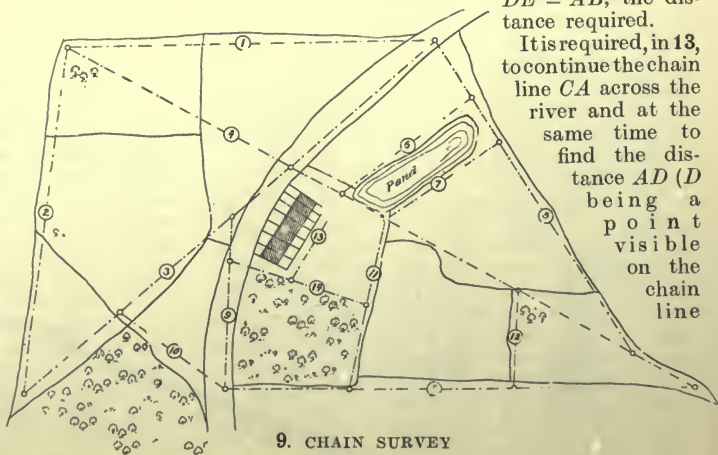 DE = AB, the dis-
tance required.
It is required, in 13,
to continue the chain
line CA across the
river and at the
same time to
find the dis-
tance AD (D
being a
point
visible
on the
chain
line
1
4
6
Pond
7
2
5
3
13
11
14
9
12
10
9. CHAIN SURVEY